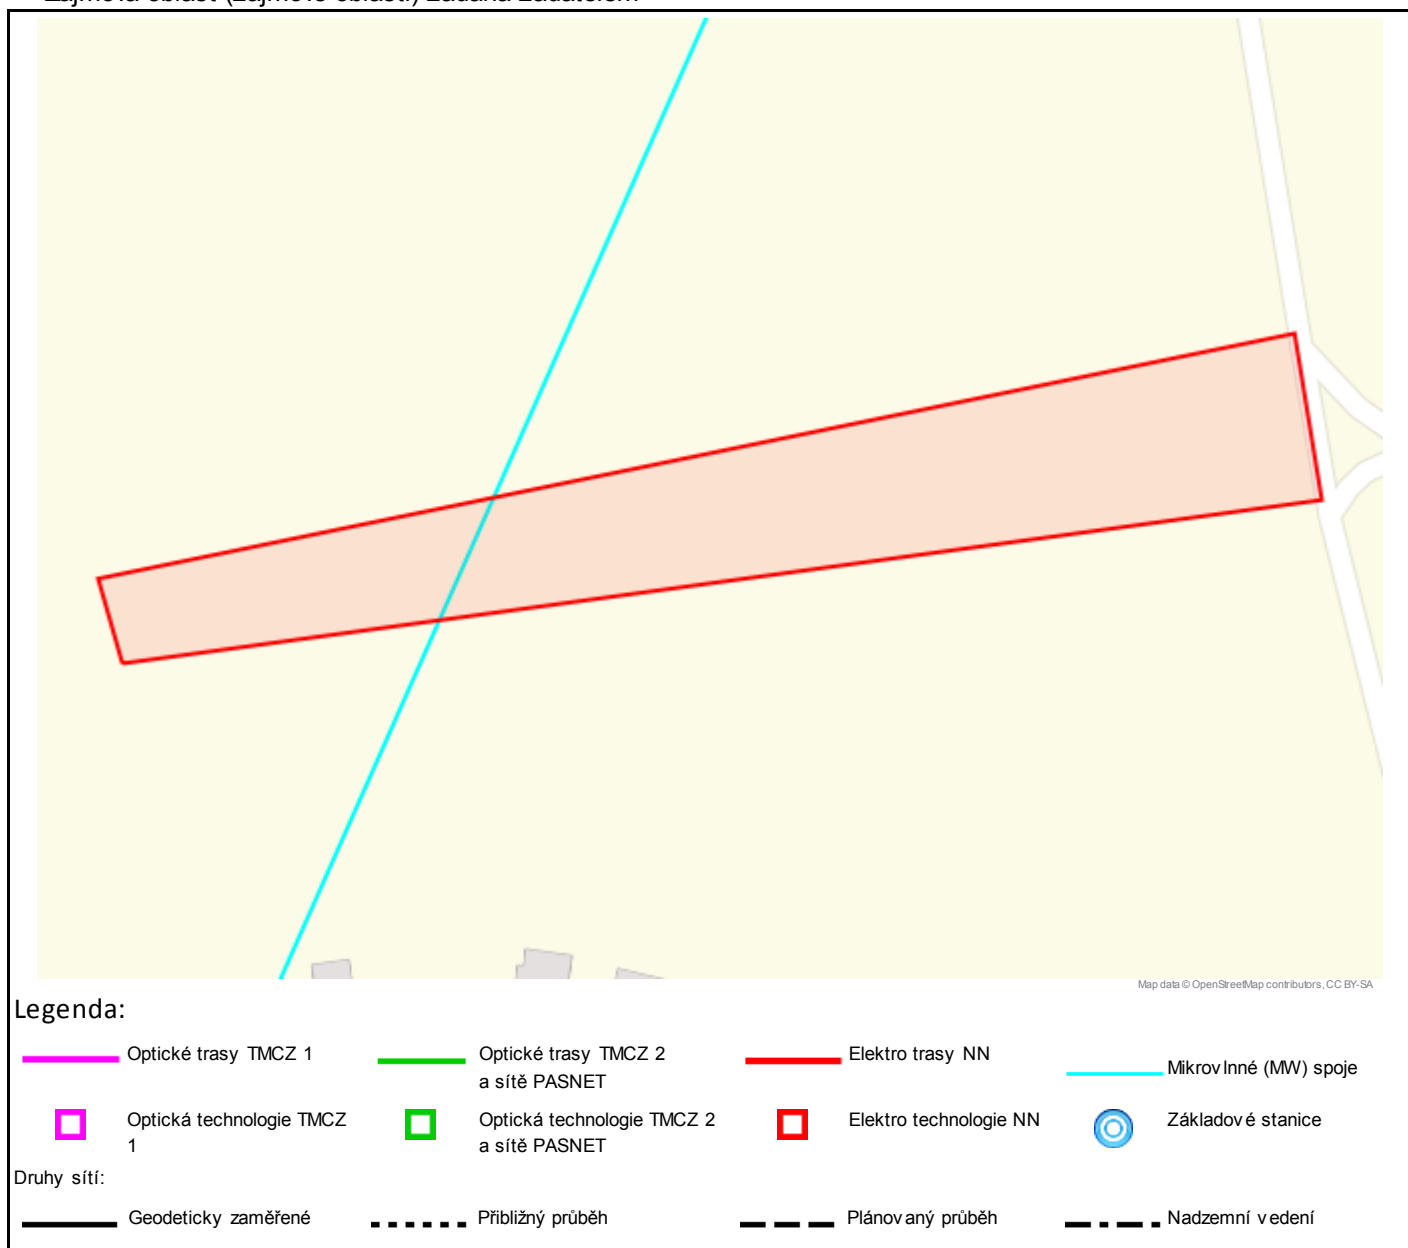 Map data © OpenStreetMap contributors, CC BY-SA
Legenda:
Optické trasy TMCZ 1
Optické trasy TMCZ 2
a sítě PASNET
Elektro trasy NN
Mikrovlnné (MW) spoje
Optická technologie TMCZ
1
Optická technologie TMCZ 2
a sítě PASNET
Elektro technologie NN
Základové stanice
Druhy sítí:
Geodeticky zaměřené
Přibližný průběh
Plánovaný průběh
Nadzemní vedení